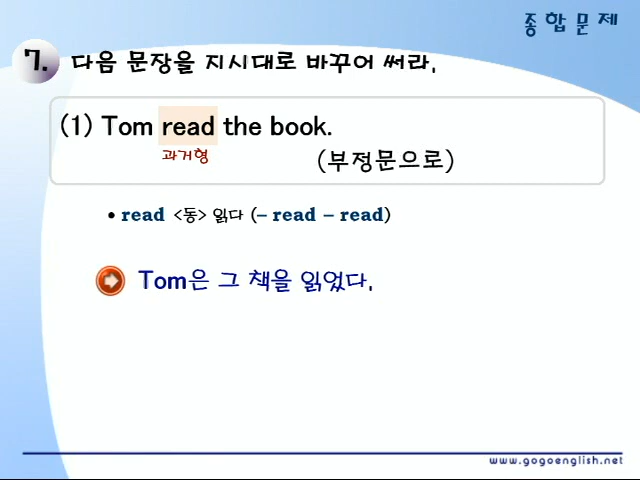 종합문제
7. 다음 문장을 지시대로 바꾸어 써라.
(1) Tom read the book.
과거형
(부정문으로)
• read <동> 읽다 (– read – read)
Tom은 그 책을 읽었다.
www.gogoenglish.net